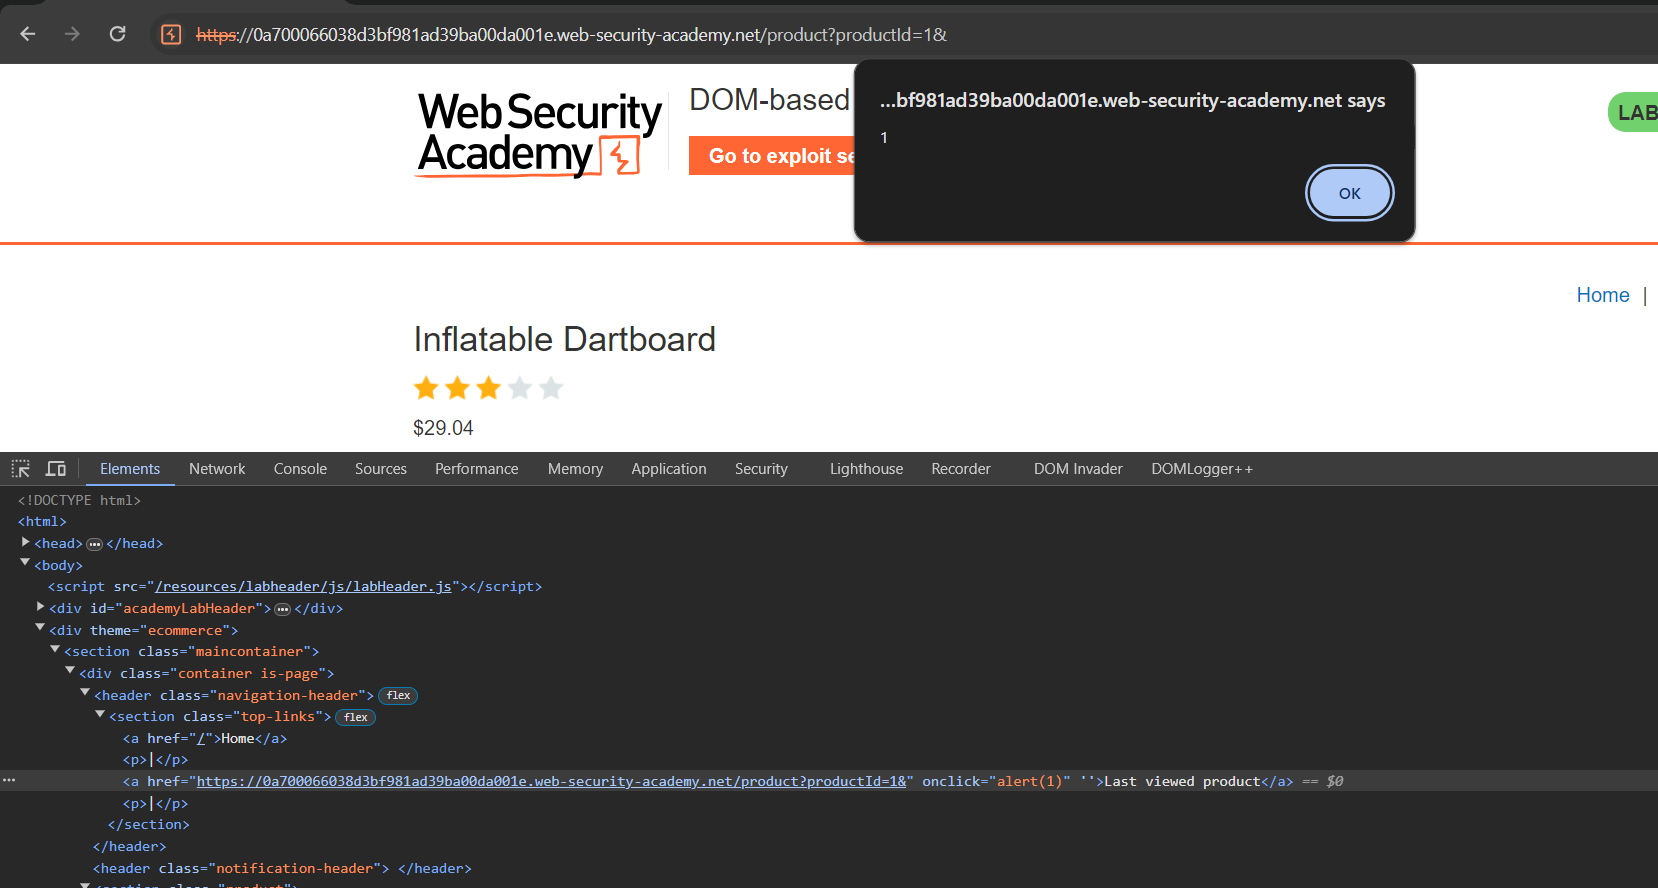 https://0a700066038d3bf981ad39ba00da001e.web-security-academy.net/product?productId=1&
WebSecurity
Academy
DOM-based
Go to exploit se
...bf981ad39ba00da001e.web-security-academy.net says
1
OK
LAB
Home |
Inflatable Dartboard
$29.04
Elements Network Console Sources Performance Memory Application Security Lighthouse Recorder DOM Invader DOMLogger++
<!DOCTYPE html>
<html>
<head> ••• </head>
<body>
<script src="/resources/labheader/js/labHeader.js"></script>
<div id="academyLabHeader"> ••• </div>
<div theme="ecommerce">
<section class="maincontainer">
<div class="container is-page">
<header class="navigation-header"> flex
<section class="top-links"> flex
<a href="/">Home</a>
<p>|</p>
<a href="https://0a700066038d3bf981ad39ba00da001e.web-security-academy.net/product?productId=1&" onclick="alert(1)" ''>Last viewed product</a> == $0
<p>|</p>
</section>
</header>
<header class="notification-header"> </header>
<section class="product">